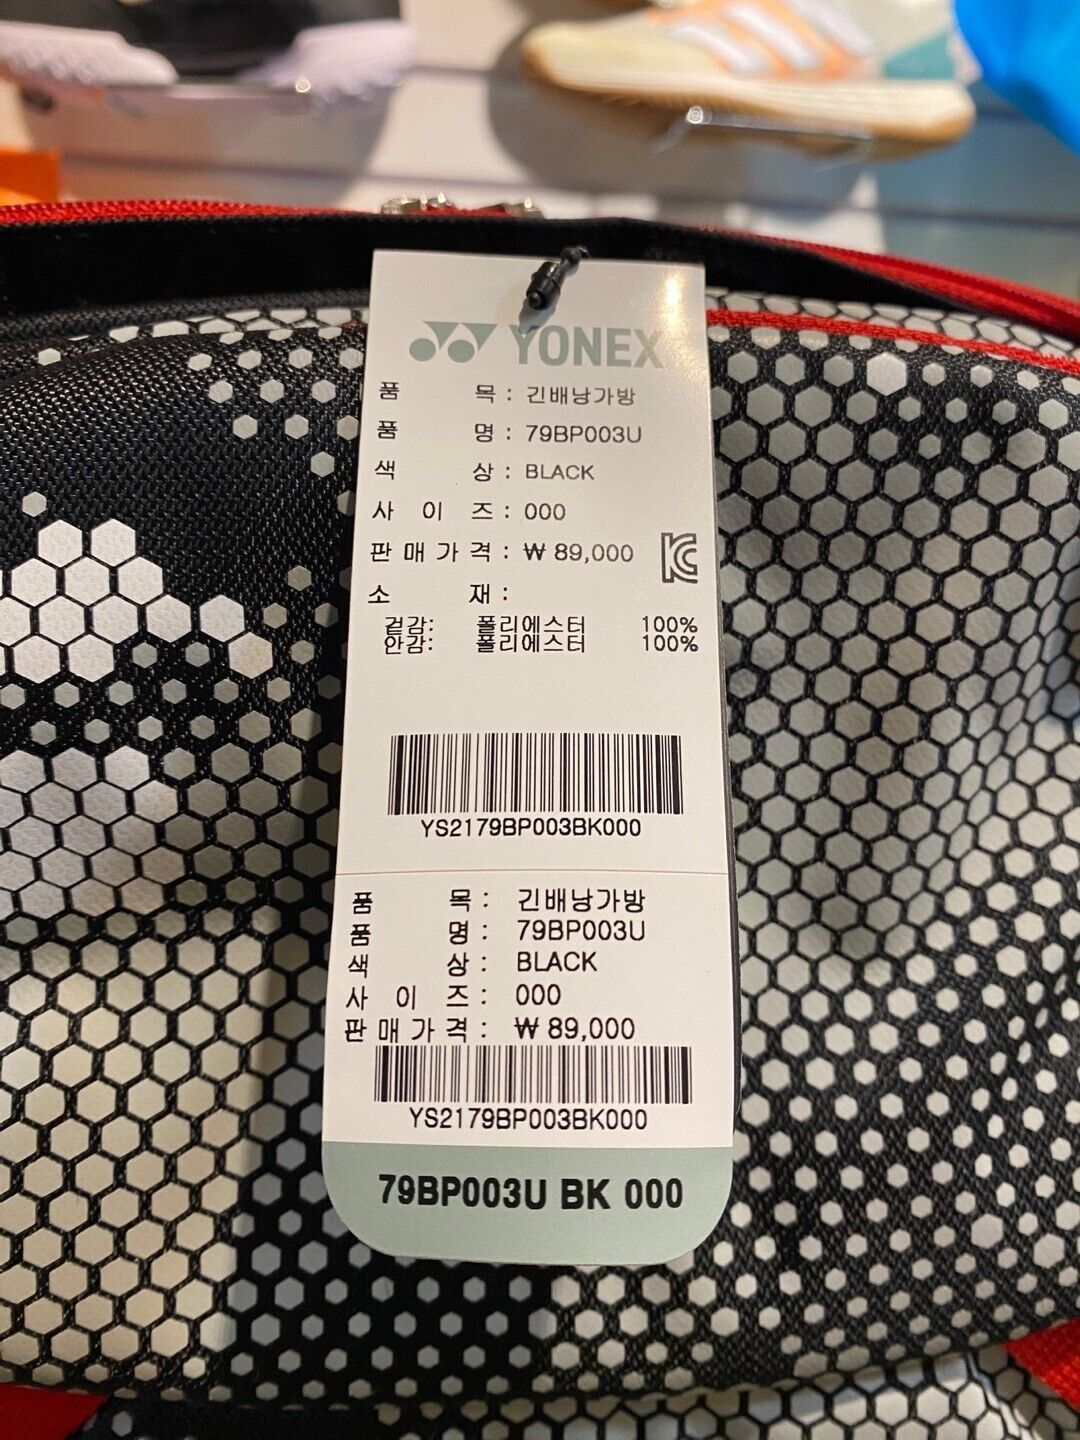 YONEX
품 목 : 긴배낭가방
품 명 : 79BP003U
색 상 : BLACK
사 이 즈 : 000
판 매 가 격 : ₩ 89,000
소 재 :
겉감: 폴리에스터 100%
안감: 폴리에스터 100%
YS2179BP003BK000
품 목 : 긴배낭가방
품 명 : 79BP003U
색 상 : BLACK
사 이 즈 : 000
판 매 가 격 : ₩ 89,000
YS2179BP003BK000
79BP003U BK 000